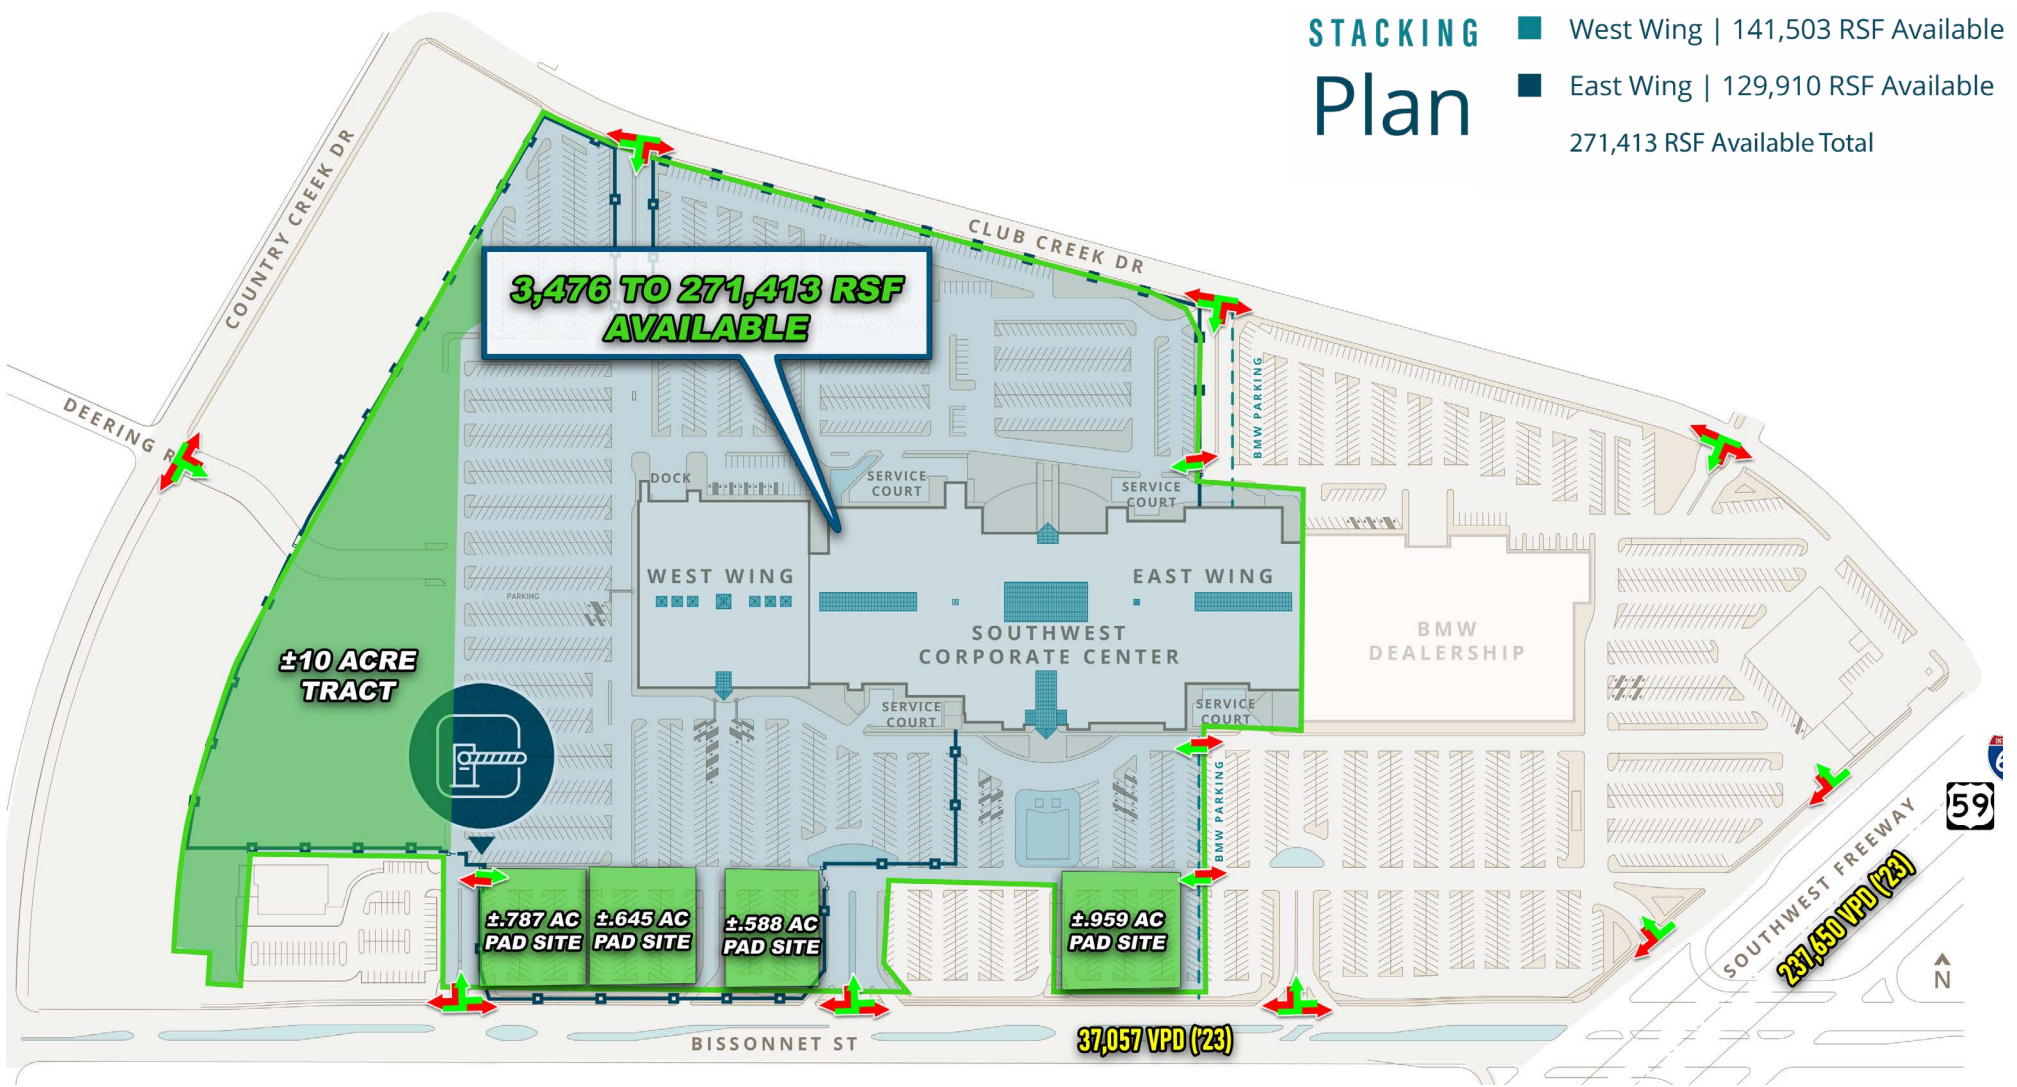 STACKING
Plan
West Wing | 141,503 RSF Available
East Wing | 129,910 RSF Available
271,413 RSF Available Total
COUNTRY CREEK DR
CLUB CREEK DR
DEERING
3,476 TO 271,413 RSF
AVAILABLE
BMW PARKING
DOCK
SERVICE
COURT
SERVICE
COURT
WEST WING
EAST WING
PARKING
SOUTHWEST
CORPORATE CENTER
BMW
DEALERSHIP
±10 ACRE
TRACT
SERVICE
COURT
SERVICE
COURT
BMW PARKING
59
SOUTHWEST FREEWAY
237,650 VPD ('23)
±.787 AC
PAD SITE
±.645 AC
PAD SITE
±.588 AC
PAD SITE
±.959 AC
PAD SITE
N
BISSONNET ST
37,057 VPD ('23)